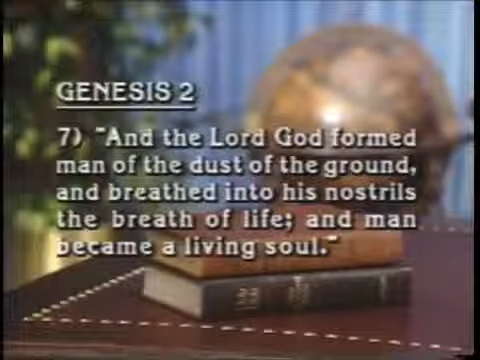 GENESIS 2
7) "And the Lord God formed
man of the dust of the ground,
and breathed into his nostrils
the breath of life; and man
became a living soul."